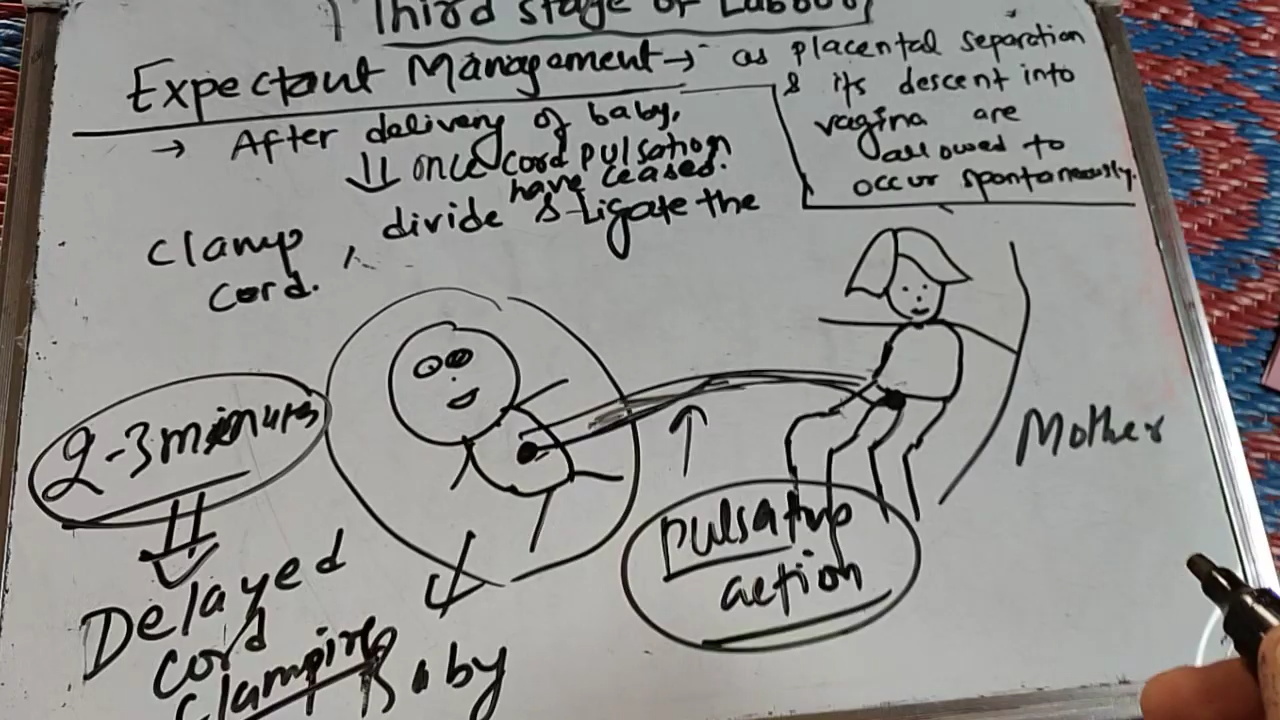 Third stage of Labour
Expectant Management → as placental separation
& its descent into
vagina are
allowed to
occur spontaneously.
→ After delivery of baby,
once cord pulsation
have ceased.
Clamp, divide & Ligate the
cord.
2-3 minutes
Delayed
cord
clamping
Baby
pulsatup
action
Mother